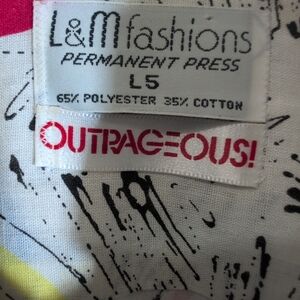 L&M fashions
PERMANENT PRESS
L5
65% POLYESTER 35% COTTON
OUTRAGEOUS!